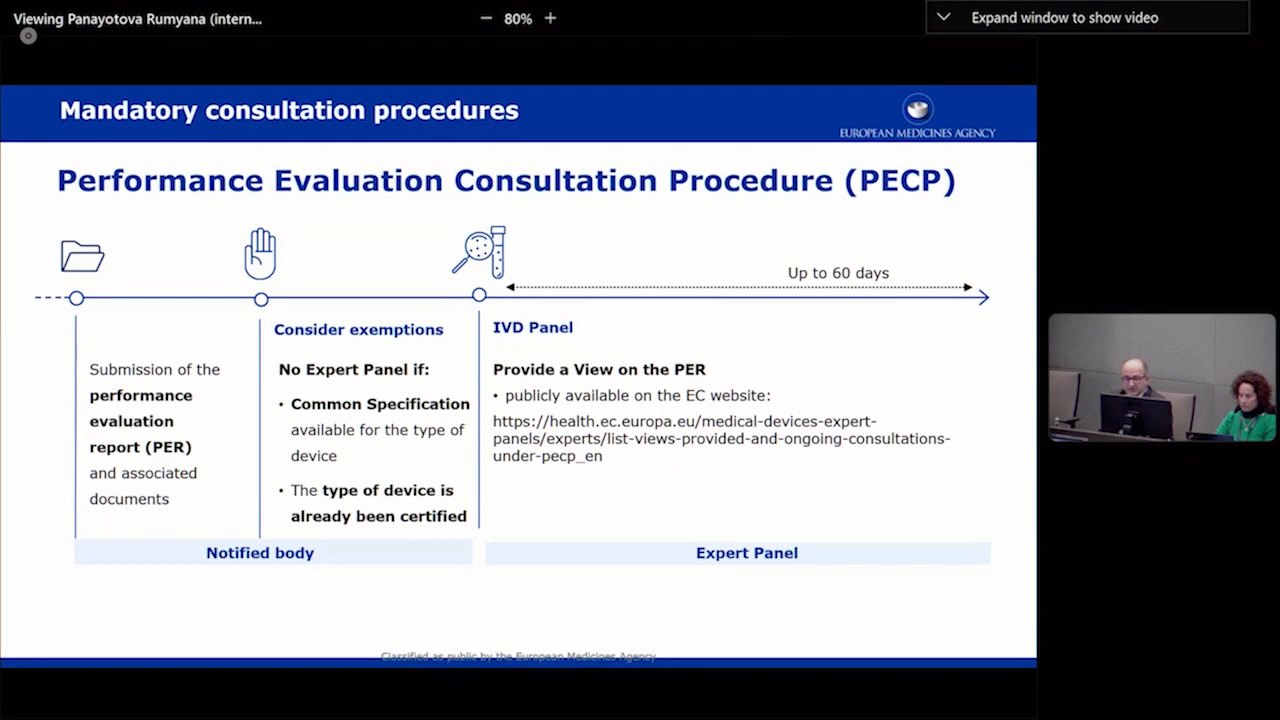 Viewing Panayotova Rumyana (intern...
80%
Expand window to show video
Mandatory consultation procedures
EUROPEAN MEDICINES AGENCY
Performance Evaluation Consultation Procedure (PECP)
Up to 60 days
Submission of the
performance
evaluation
report (PER)
and associated
documents
Consider exemptions
No Expert Panel if:
• Common Specification
available for the type of
device
• The type of device is
already been certified
IVD Panel
Provide a View on the PER
• publicly available on the EC website:
https://health.ec.europa.eu/medical-devices-expert-
panels/experts/list-views-provided-and-ongoing-consultations-
under-pecp_en
Notified body
Expert Panel
Classified as public by the European Medicines Agency